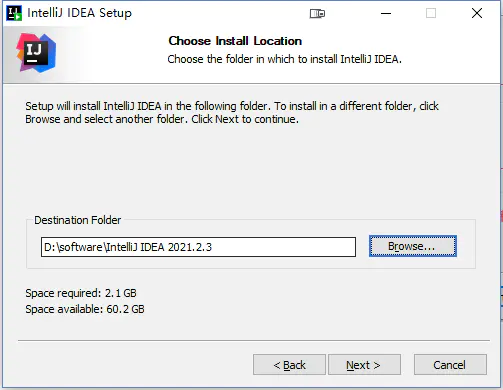 IntelliJ IDEA Setup
IJ
Choose Install Location
Choose the folder in which to install IntelliJ IDEA.
Setup will install IntelliJ IDEA in the following folder. To install in a different folder, click
Browse and select another folder. Click Next to continue.
Destination Folder
D:\software\IntelliJ IDEA 2021.2.3
Browse...
Space required: 2.1 GB
Space available: 60.2 GB
< Back
Next >
Cancel